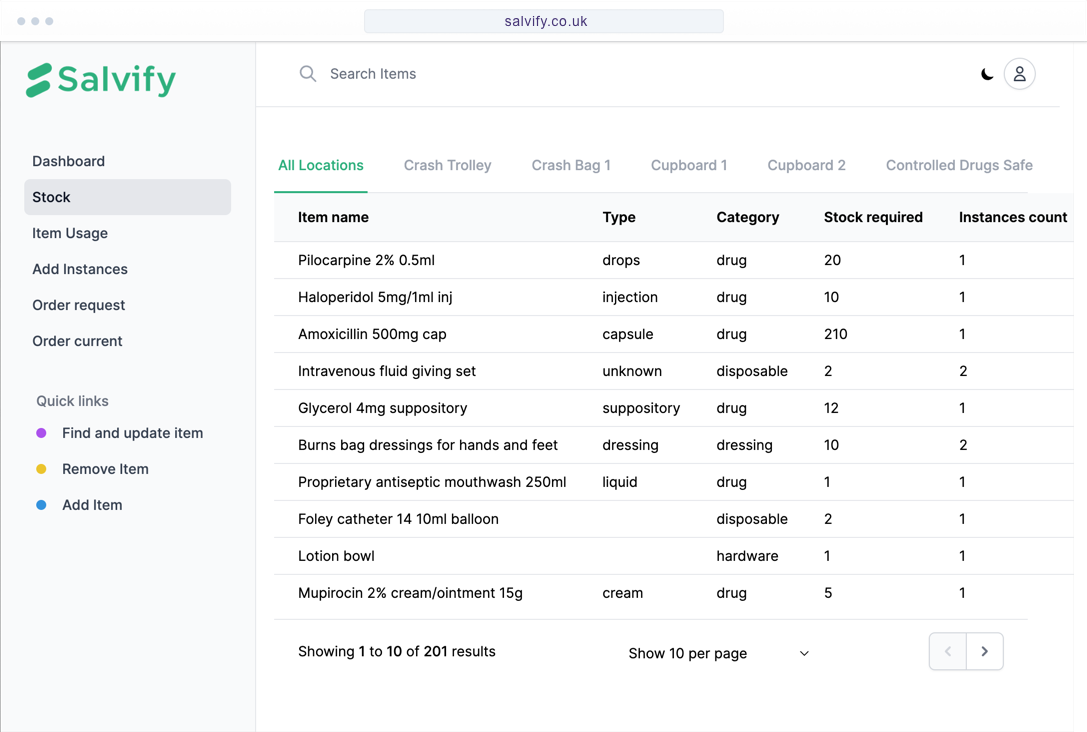 salvify.co.uk
Salvify
Search Items
Dashboard
Stock
Item Usage
Add Instances
Order request
Order current
Quick links
Find and update item
Remove Item
Add Item
All Locations Crash Trolley Crash Bag 1 Cupboard 1 Cupboard 2 Controlled Drugs Safe
Item name Type Category Stock required Instances count
Pilocarpine 2% 0.5ml drops drug 20 1
Haloperidol 5mg/1ml inj injection drug 10 1
Amoxicillin 500mg cap capsule drug 210 1
Intravenous fluid giving set unknown disposable 2 2
Glycerol 4mg suppository suppository drug 12 1
Burns bag dressings for hands and feet dressing dressing 10 2
Proprietary antiseptic mouthwash 250ml liquid drug 1 1
Foley catheter 14 10ml balloon disposable 2 1
Lotion bowl hardware 1 1
Mupirocin 2% cream/ointment 15g cream drug 5 1
Showing 1 to 10 of 201 results Show 10 per page